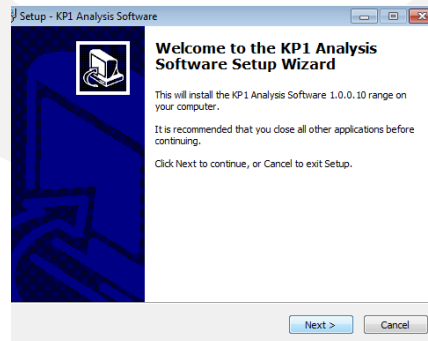 Setup - KP1 Analysis Software
Welcome to the KP1 Analysis
Software Setup Wizard
This will install the KP1 Analysis Software 1.0.0.10 range on
your computer.
It is recommended that you close all other applications before
continuing.
Click Next to continue, or Cancel to exit Setup.
Next >
Cancel